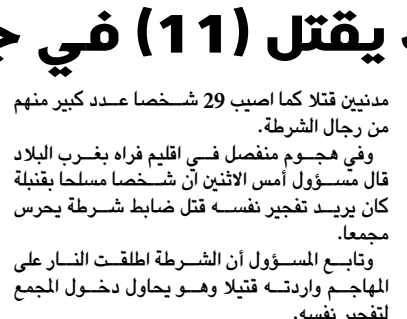 يقتل (11) في
مدنيين قتلا كما اصيب 29 شخصا عدد كبير منهم
من رجال الشرطة.
وفي هجوم منفصل في اقليم فراه بغرب البلاد
قال مسؤول أمس الاثنين ان شخصا مسلحا بقنبلة
كان يريد تفجير نفسه قتل ضابط شرطة يحرس
مجمعا.
وتابع المسؤول أن الشرطة اطلقت النار على
المهاجم واردته قتيلا وهو يحاول دخول المجمع
لتفجير نفسه.